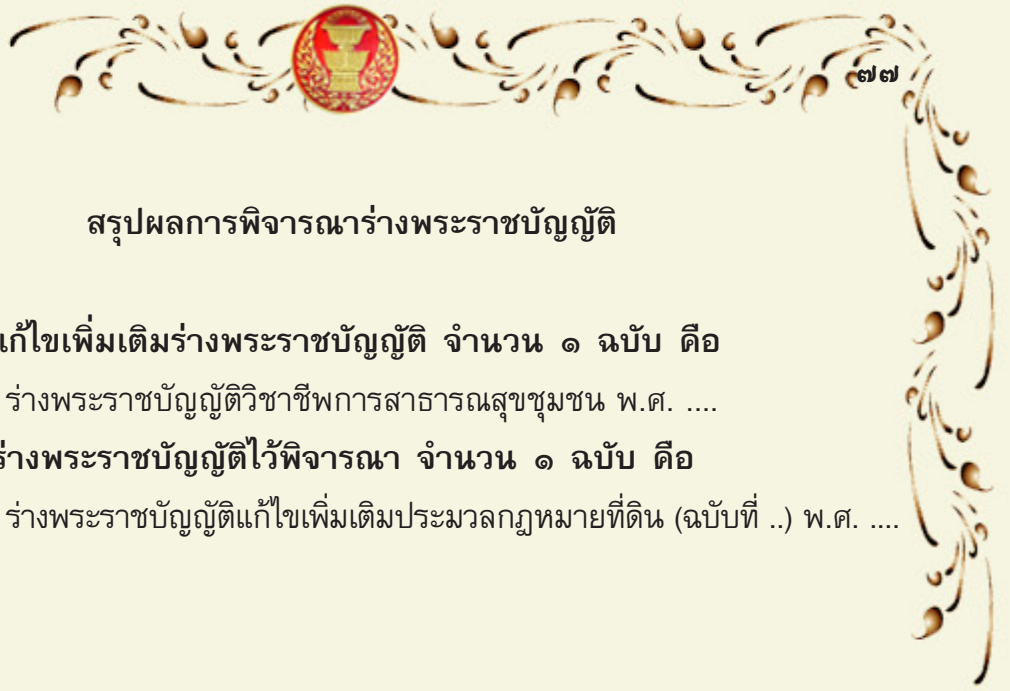 ๗๗
สรุปผลการพิจารณาร่างพระราชบัญญัติ
แก้ไขเพิ่มเติมร่างพระราชบัญญัติ จำนวน ๑ ฉบับ คือ
ร่างพระราชบัญญัติวิชาชีพการสาธารณสุขชุมชน พ.ศ. ....
ร่างพระราชบัญญัติไว้พิจารณา จำนวน ๑ ฉบับ คือ
ร่างพระราชบัญญัติแก้ไขเพิ่มเติมประมวลกฎหมายที่ดิน (ฉบับที่ ..) พ.ศ. ....